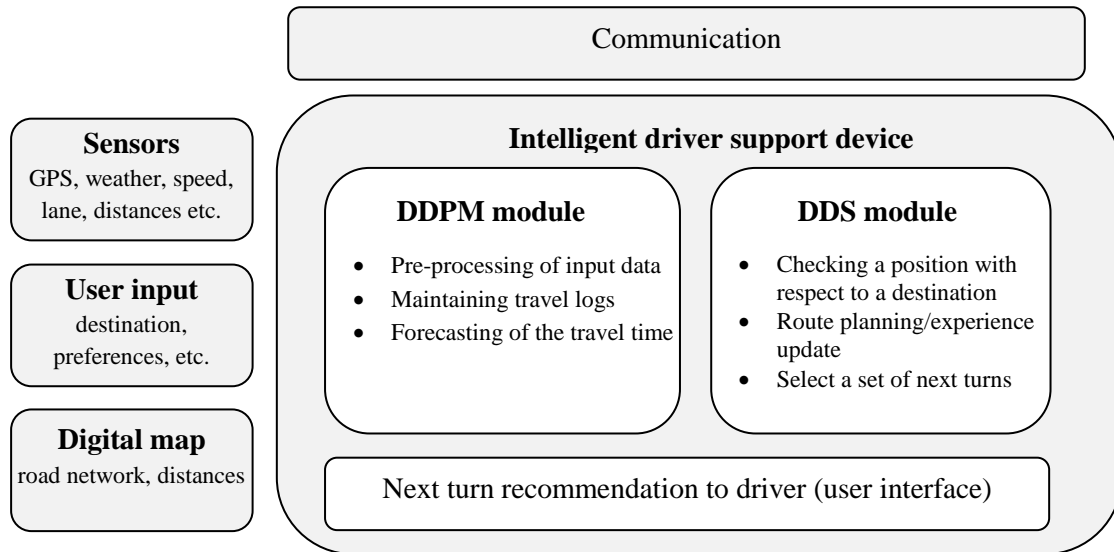 Communication
Sensors
GPS, weather, speed,
lane, distances etc.
User input
destination,
preferences, etc.
Digital map
road network, distances
Intelligent driver support device
DDPM module
• Pre-processing of input data
• Maintaining travel logs
• Forecasting of the travel time
DDS module
• Checking a position with
respect to a destination
• Route planning/experience
update
• Select a set of next turns
Next turn recommendation to driver (user interface)